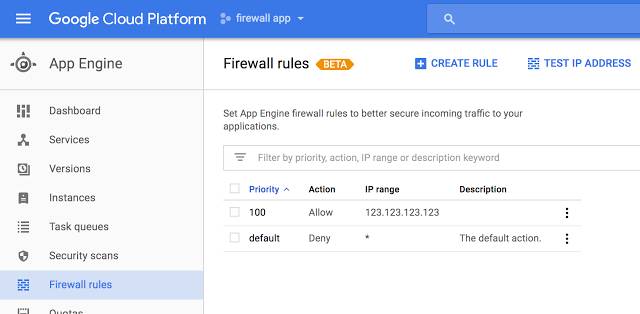 Google Cloud Platform firewall app
App Engine
Firewall rules BETA CREATE RULE TEST IP ADDRESS
Dashboard
Services
Versions
Instances
Task queues
Security scans
Firewall rules
Quotas
Set App Engine firewall rules to better secure incoming traffic to your
applications.
Filter by priority, action, IP range or description keyword
Priority Action IP range Description
100 Allow 123.123.123.123
default Deny * The default action.